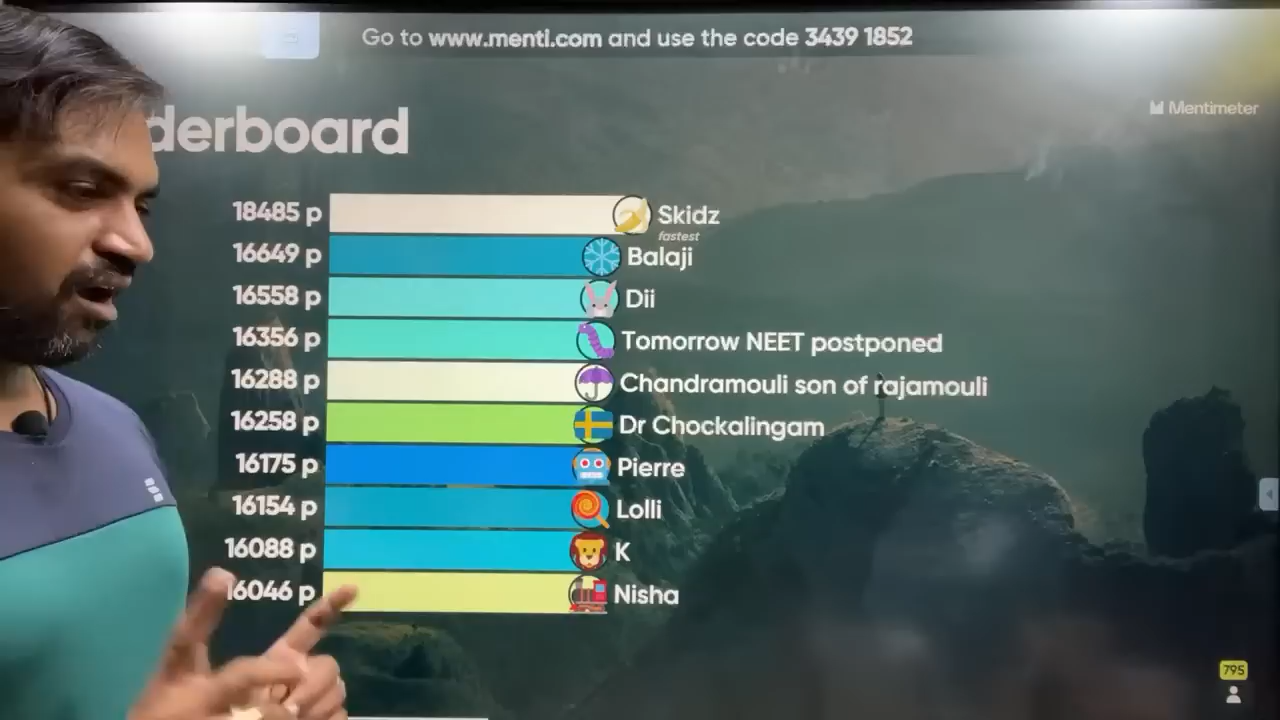 Go to www.menti.com and use the code 3439 1852
Mentimeter
derboard
18485 p Skidz
fastest
16649 p Balaji
16558 p Dii
16356 p Tomorrow NEET postponed
16288 p Chandramouli son of rajamouli
16258 p Dr Chockalingam
16175 p Pierre
16154 p Lolli
16088 p K
16046 p Nisha
795